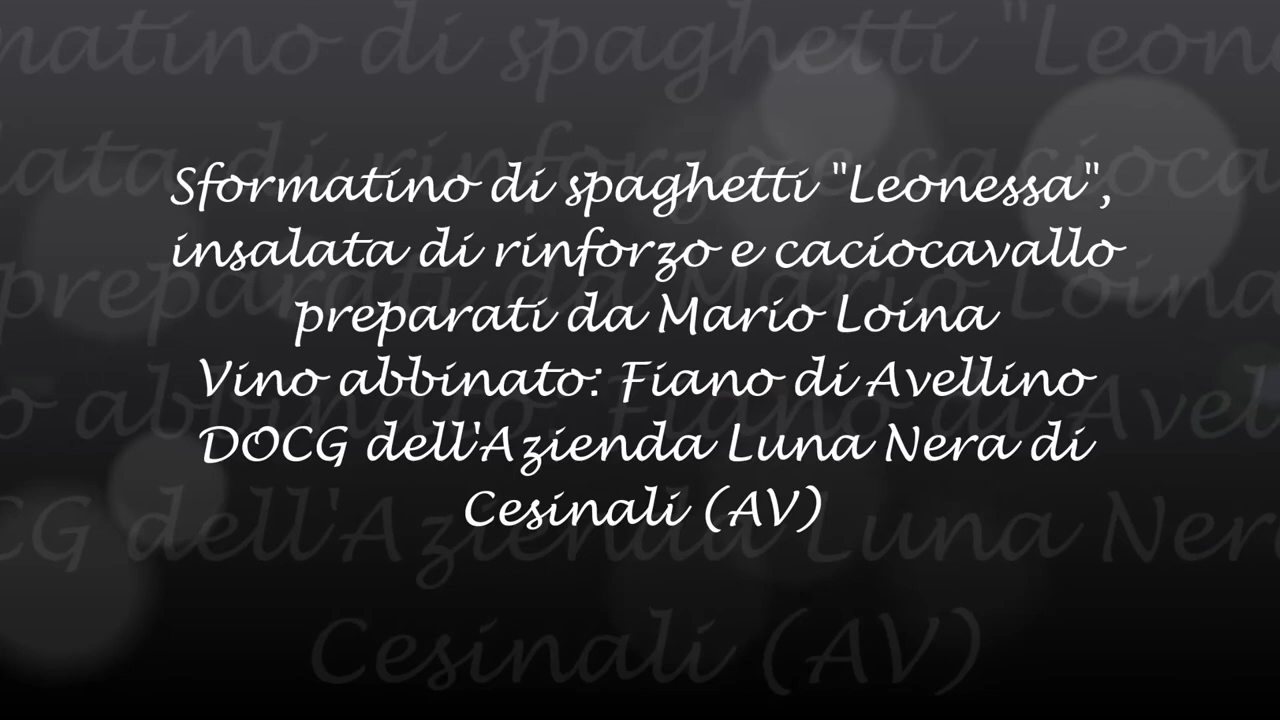 Sformatino di spaghetti "Leonessa",
insalata di rinforzo e caciocavallo
preparati da Mario Loina
Vino abbinato: Fiano di Avellino
DOCG dell'Azienda Luna Nera di
Cesinali (AV)